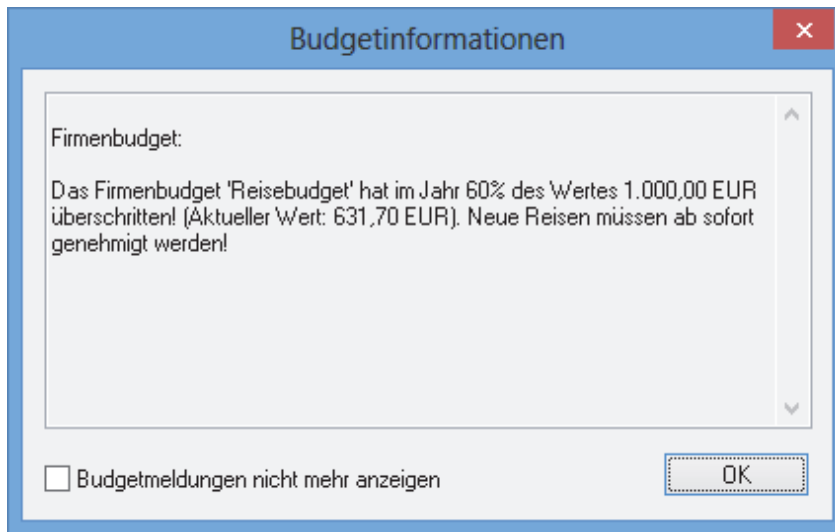 Budgetinformationen
Firmenbudget:
Das Firmenbudget 'Reisebudget' hat im Jahr 60% des Wertes 1.000,00 EUR
überschritten! (Aktueller Wert: 631,70 EUR). Neue Reisen müssen ab sofort
genehmigt werden!
Budgetmeldungen nicht mehr anzeigen
OK